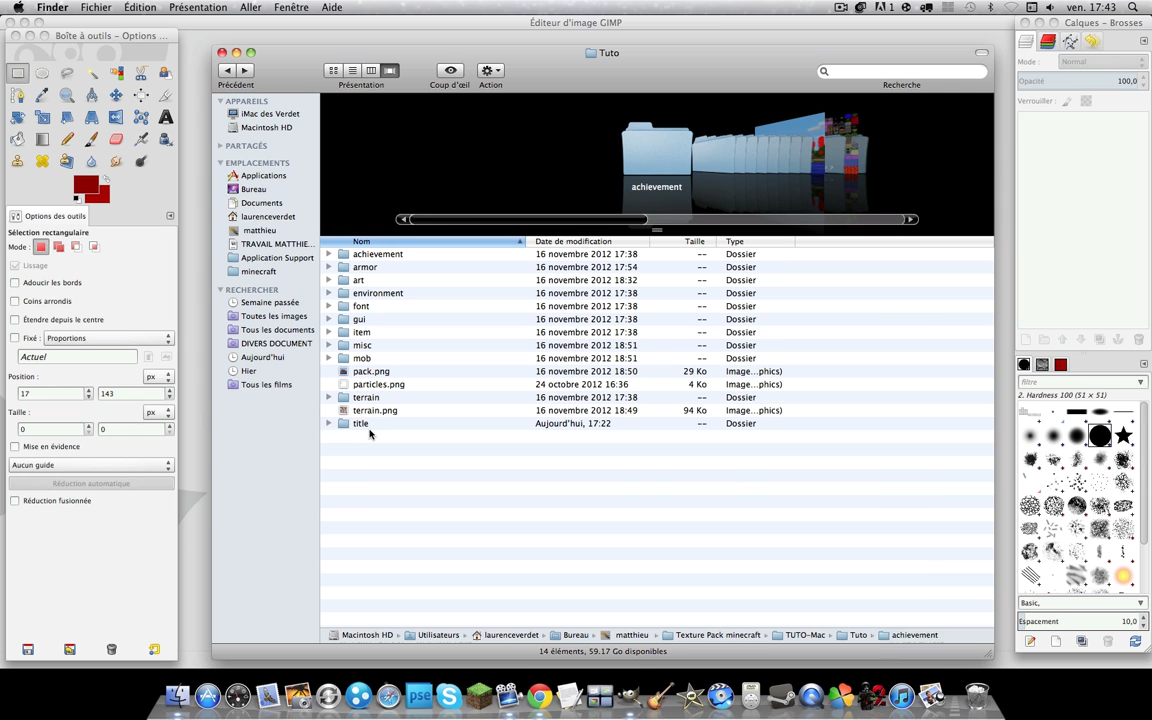 Finder Fichier Édition Présentation Aller Fenêtre Aide
1 ven. 17:43
Éditeur d'image GIMP
Boîte à outils – Options ...
Tuto
Calques – Brosses
Précédent Présentation Coup d'œil Action Recherche
Mode : Normal
Opacité 100,0
Verrouiller :
APPAREILS
iMac des Verdet
Macintosh HD
PARTAGÉS
EMPLACEMENTS
Applications
Bureau
Documents
laurenceverdet
matthieu
TRAVAIL MATTHIE...
Application Support
minecraft
RECHERCHER
Semaine passée
Toutes les images
Tous les documents
DIVERS DOCUMENT
Aujourd'hui
Hier
Tous les films
achievement
Nom Date de modification Taille Type
achievement 16 novembre 2012 17:38 -- Dossier
armor 16 novembre 2012 17:54 -- Dossier
art 16 novembre 2012 18:32 -- Dossier
environment 16 novembre 2012 17:38 -- Dossier
font 16 novembre 2012 17:38 -- Dossier
gui 16 novembre 2012 17:38 -- Dossier
item 16 novembre 2012 17:38 -- Dossier
misc 16 novembre 2012 18:51 -- Dossier
mob 16 novembre 2012 18:51 -- Dossier
pack.png 16 novembre 2012 18:50 29 Ko Image...phics)
particles.png 24 octobre 2012 16:36 4 Ko Image...phics)
terrain 16 novembre 2012 17:38 -- Dossier
terrain.png 16 novembre 2012 18:49 94 Ko Image...phics)
title Aujourd'hui, 17:22 -- Dossier
Macintosh HD Utilisateurs laurenceverdet Bureau matthieu Texture Pack minecraft TUTO-Mac Tuto achievement
14 éléments, 59.17 Go disponibles
Options des outils
Sélection rectangulaire
Mode :
Lissage
Adoucir les bords
Coins arrondis
Étendre depuis le centre
Fixé : Proportions
Actuel
Position : px
17 143
Taille : px
0 0
Mise en évidence
Aucun guide
Réduction automatique
Réduction fusionnée
filtre
2. Hardness 100 (51 × 51)
Basic,
Espacement 10,0
pse